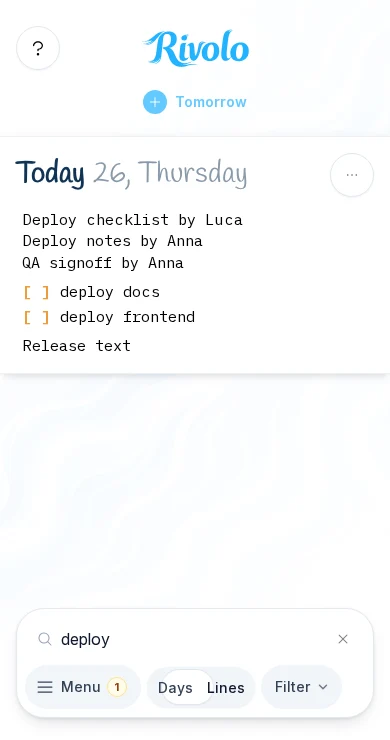 ?
Rivolo
+ Tomorrow
Today 26, Thursday
...
Deploy checklist by Luca
Deploy notes by Anna
QA signoff by Anna
[ ] deploy docs
[ ] deploy frontend
Release text
deploy
Menu 1
Days Lines
Filter